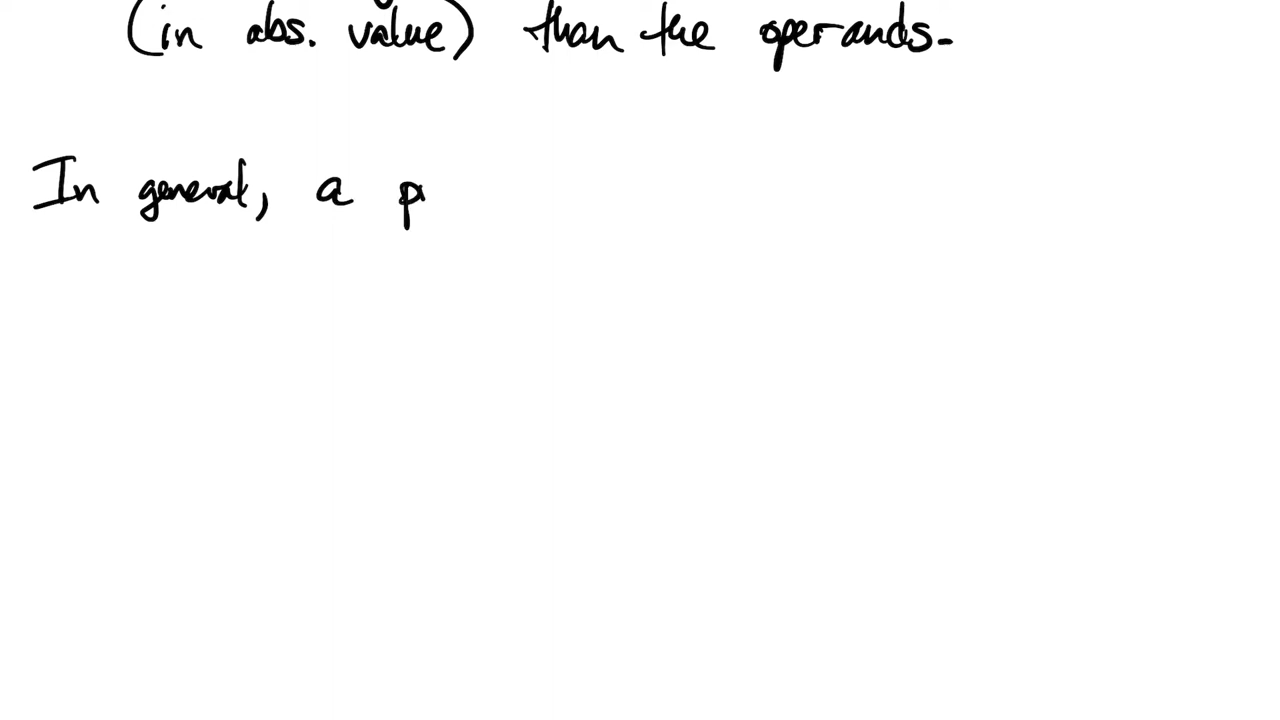 (in abs. value) than the operands.
In general, a p